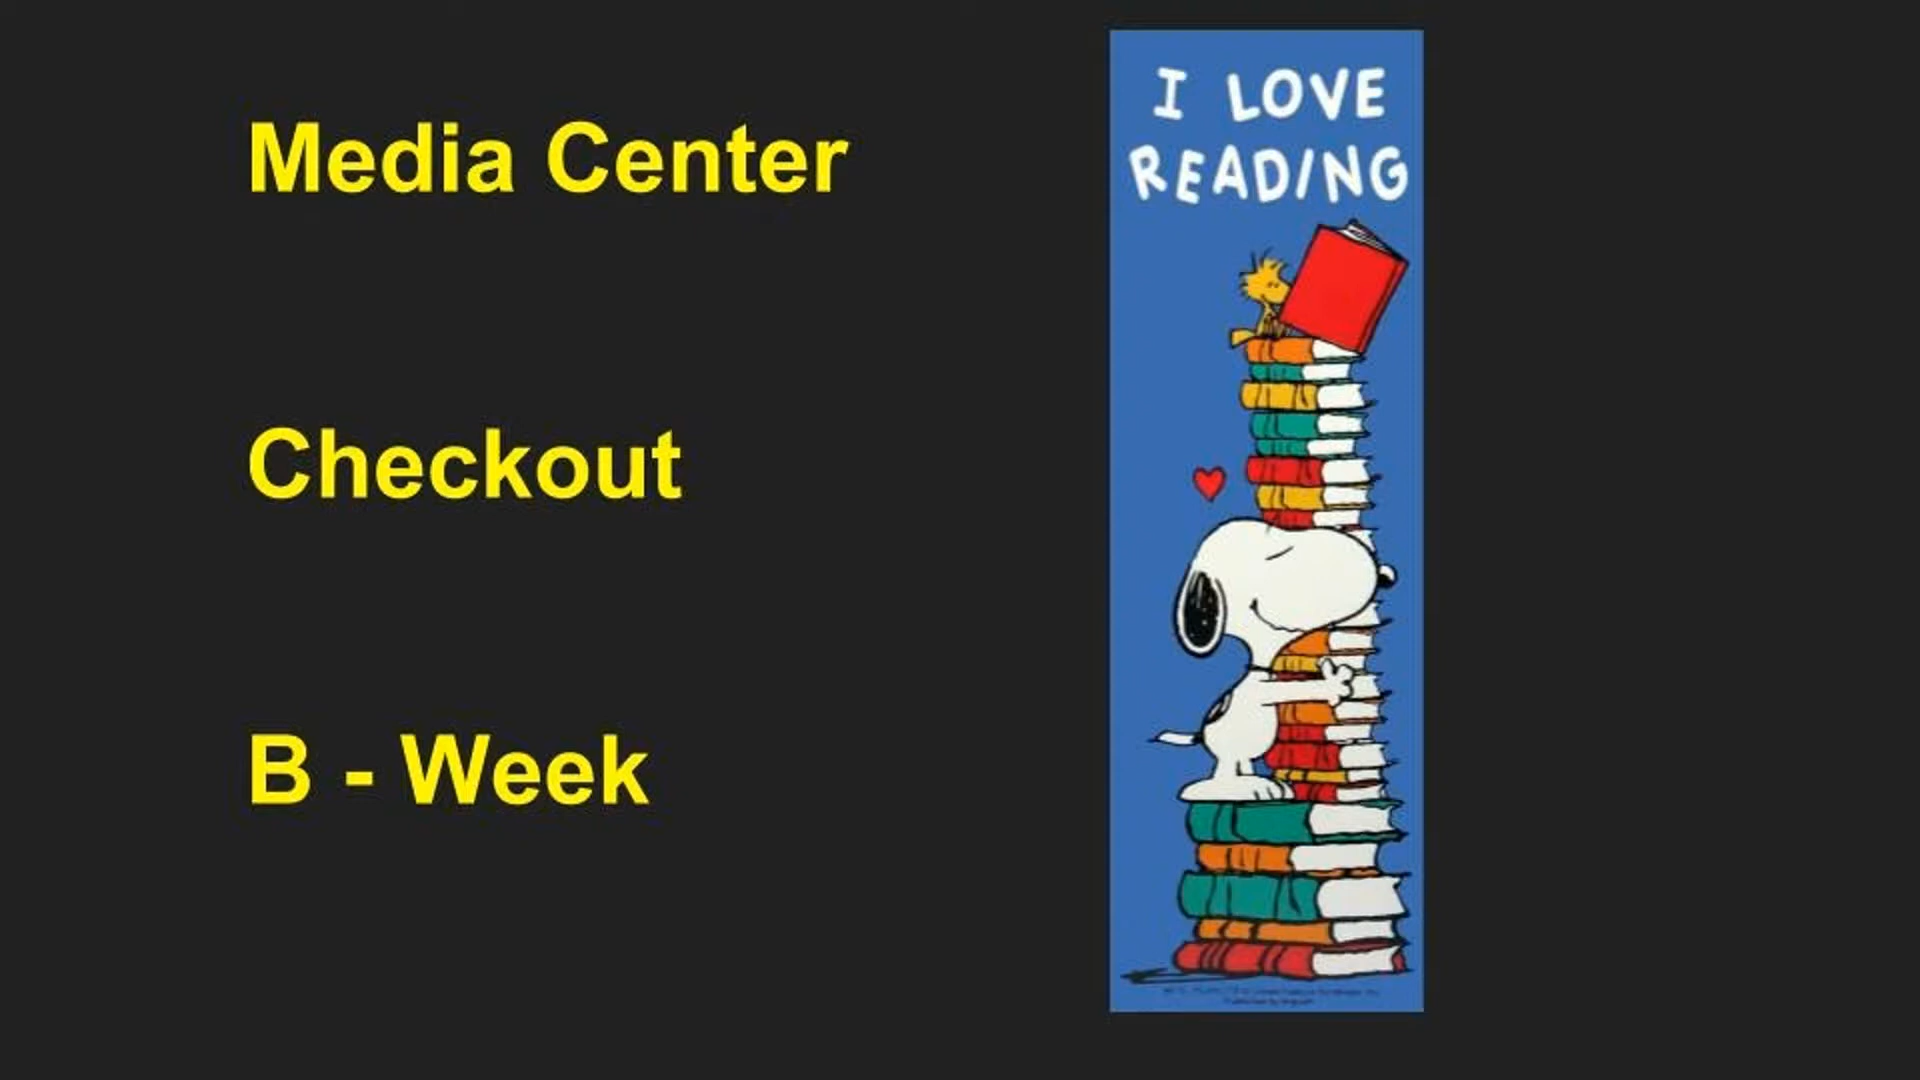 Media Center
Checkout
B - Week
I LOVE
READING